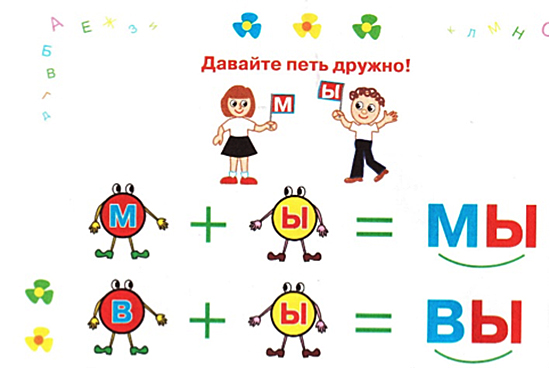 А Е Ж З И
К Л М Н О
Б
В
Г
Д
Давайте петь дружно!
М Ы
М + Ы = МЫ
В + Ы = ВЫ